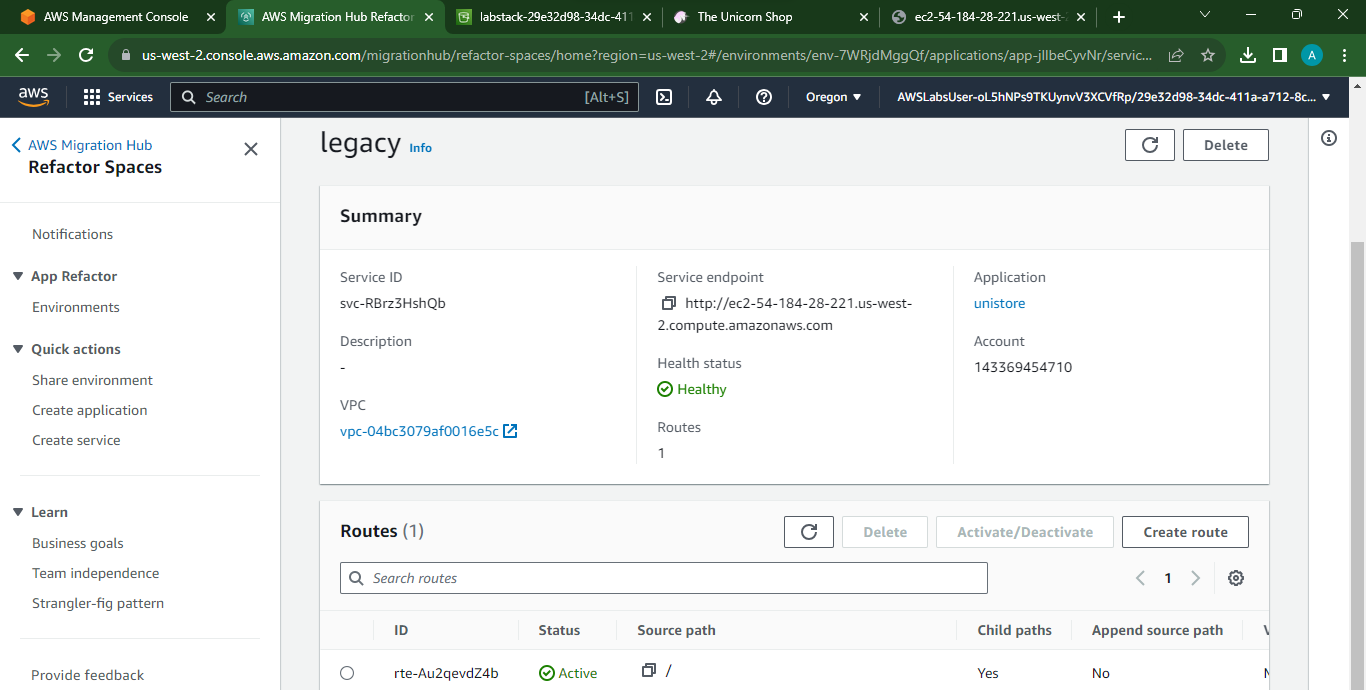 AWS Management Console
AWS Migration Hub Refactor
labstack-29e32d98-34dc-411
The Unicorn Shop
ec2-54-184-28-221.us-west-
us-west-2.console.aws.amazon.com/migrationhub/refactor-spaces/home?region=us-west-2#/environments/env-7WRjdMggQf/applications/app-jIlbeCyvNr/servic...
A
aws
Services
Search
[Alt+S]
Oregon
AWSLabsUser-oL5hNPs9TKUynvV3XCVfRp/29e32d98-34dc-411a-a712-8c...
AWS Migration Hub
Refactor Spaces
Notifications
App Refactor
Environments
Quick actions
Share environment
Create application
Create service
Learn
Business goals
Team independence
Strangler-fig pattern
Provide feedback
legacy Info
Delete
Summary
Service ID
svc-RBrz3HshQb
Description
-
VPC
vpc-04bc3079af0016e5c
Service endpoint
http://ec2-54-184-28-221.us-west-
2.compute.amazonaws.com
Health status
Healthy
Routes
1
Application
unistore
Account
143369454710
Routes (1)
Delete
Activate/Deactivate
Create route
Search routes
1
ID Status Source path Child paths Append source path
rte-Au2qevdZ4b Active / Yes No